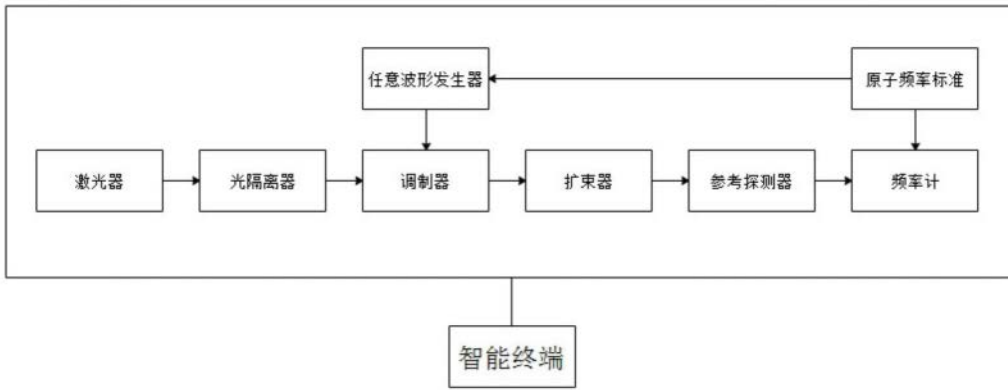 任意波形发生器
原子频率标准
激光器
光隔离器
调制器
扩束器
参考探测器
频率计
智能终端